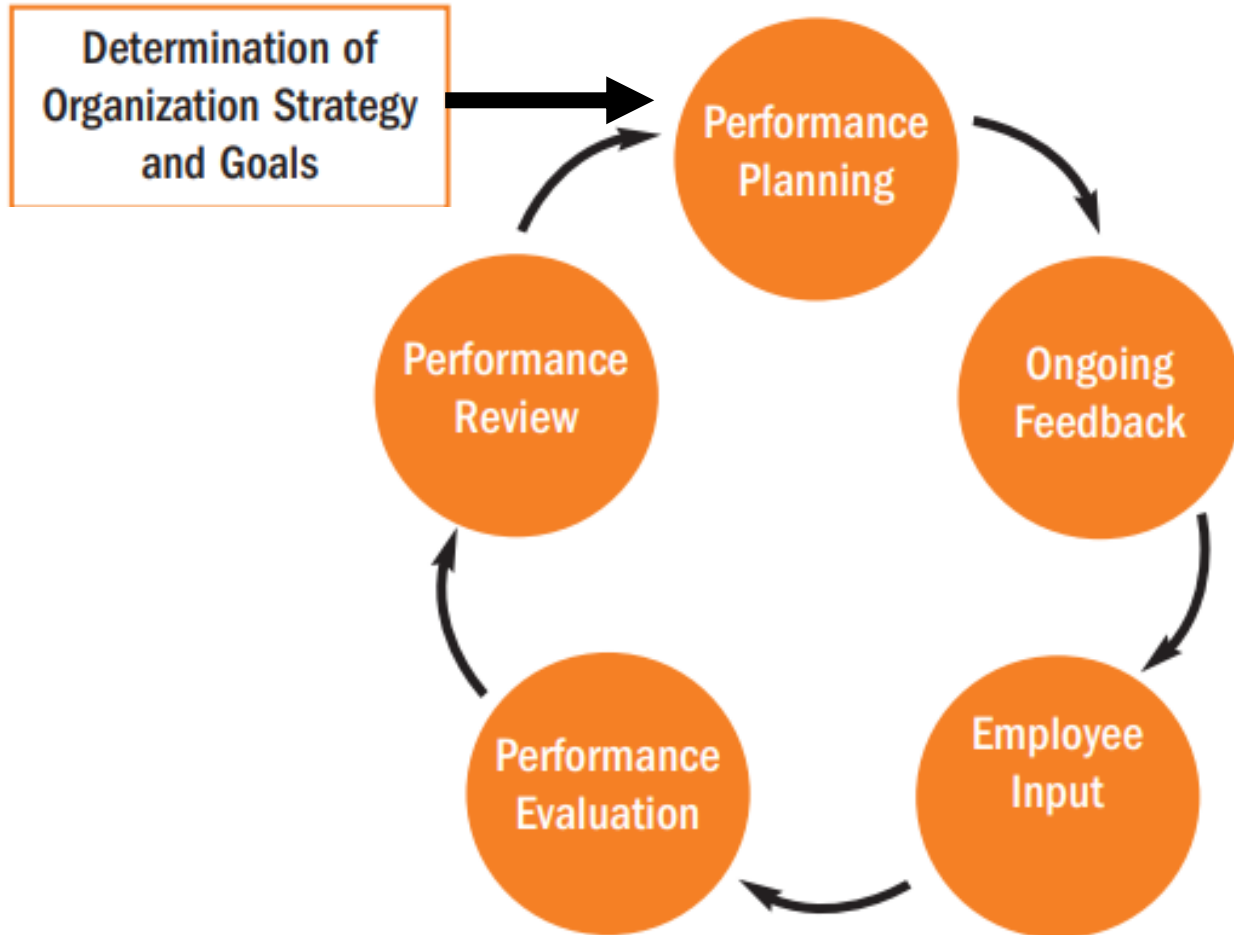 Determination of
Organization Strategy
and Goals
Performance
Planning
Ongoing
Feedback
Employee
Input
Performance
Evaluation
Performance
Review